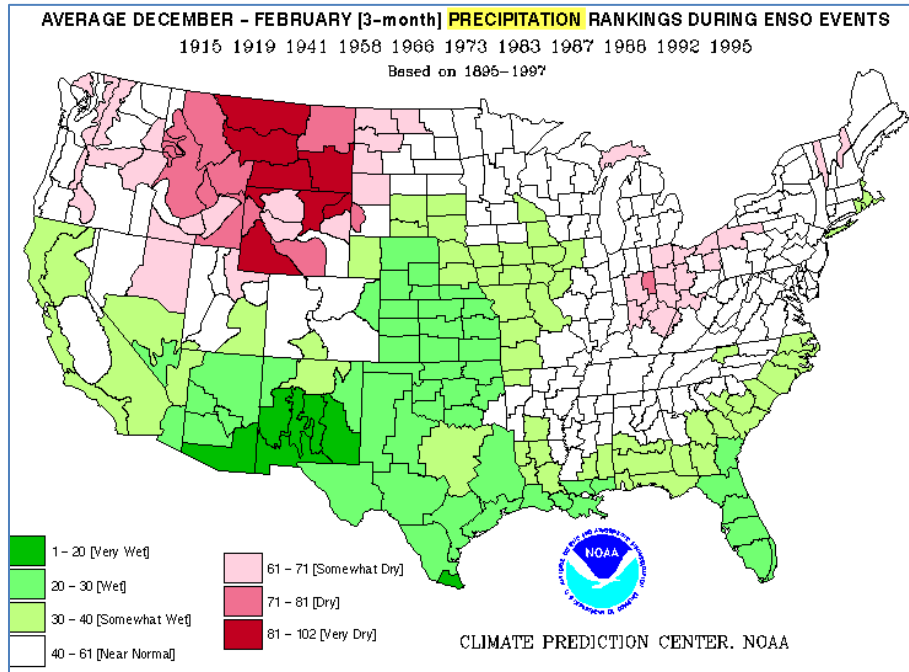 AVERAGE DECEMBER - FEBRUARY [3-month] PRECIPITATION RANKINGS DURING ENSO EVENTS
1915 1919 1941 1958 1966 1973 1983 1987 1988 1992 1995
Based on 1895-1997
1 - 20 [Very Wet]
20 - 30 [Wet]
30 - 40 [Somewhat Wet]
40 - 61 [Near Normal]
61 - 71 [Somewhat Dry]
71 - 81 [Dry]
81 - 102 [Very Dry]
NOAA
CLIMATE PREDICTION CENTER, NOAA